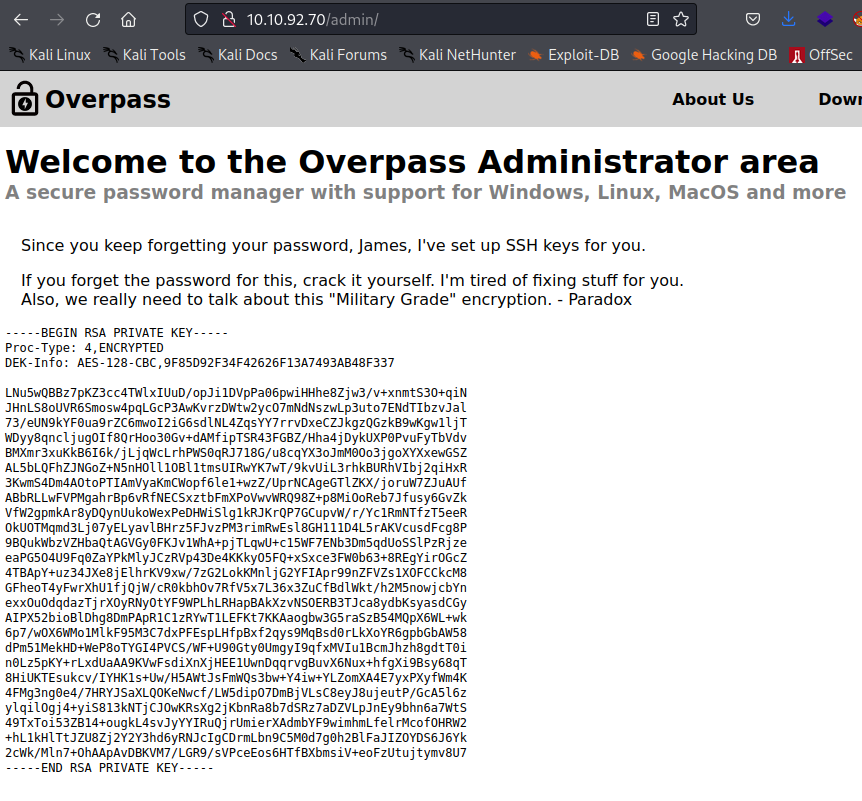 10.10.92.70/admin/
Kali Linux Kali Tools Kali Docs Kali Forums Kali NetHunter Exploit-DB Google Hacking DB OffSec
Overpass About Us Down
Welcome to the Overpass Administrator area
A secure password manager with support for Windows, Linux, MacOS and more
Since you keep forgetting your password, James, I've set up SSH keys for you.
If you forget the password for this, crack it yourself. I'm tired of fixing stuff for you.
Also, we really need to talk about this "Military Grade" encryption. - Paradox
-----BEGIN RSA PRIVATE KEY-----
Proc-Type: 4,ENCRYPTED
DEK-Info: AES-128-CBC,9F85D92F34F42626F13A7493AB48F337
LNu5wQBBz7pKZ3cc4TWlxIUuD/opJi1DVpPa06pwiHHhe8Zjw3/v+xnmtS3O+qiN
JHnLS8oUVR6Smosw4pqLGcP3AwKvrzDWtw2ycO7mNdNszwLp3uto7ENdTIbzvJal
73/eUN9kYF0ua9rZC6mwoI2iG6sdlNL4ZqsYY7rrvDxeCZJkgzQGzkB9wKgw1ljT
WDyy8qncljugOIf8QrHoo30Gv+dAMfipTSR43FGBZ/Hha4jDykUXP0PvuFyTbVdv
BMXmr3xuKkB6I6k/jLjqWcLrhPWS0qRJ718G/u8cqYX3oJmM0Oo3jgoXYXxewGSZ
AL5bLQFhZJNGoZ+N5nHOll1OBl1tmsUIRwYK7wT/9kvUiL3rhkBURhVIbj2qiHxR
3KwmS4Dm4AOtoPTIAmVyaKmCWopf6le1+wzZ/UprNCAgeGTlZKX/joruW7ZJuAUf
ABbRLLwFVPMgahrBp6vRfNECSxztbFmXPoVwvWRQ98Z+p8MiOoReb7Jfusy6GvZk
VfW2gpmkAr8yDQynUukoWexPeDHWiSlg1kRJKrQP7GCupvW/r/Yc1RmNTfzT5eeR
OkUOTMqmd3Lj07yELyavlBHrz5FJvzPM3rimRwEsl8GH111D4L5rAKVcusdFcg8P
9BQukWbzVZHbaQtAGVGy0FKJv1WhA+pjTLqwU+c15WF7ENb3Dm5qdUoSSlPzRjze
eaPG5O4U9Fq0ZaYPkMlyJCzRVp43De4KKkyO5FQ+xSxce3FW0b63+8REgYirOGcZ
4TBApY+uz34JXe8jElhrKV9xw/7zG2LokKMnljG2YFIApr99nZFVZs1XOFCCkcM8
GFheoT4yFwrXhU1fjQjW/cR0kbhOv7RfV5x7L36x3ZuCfBdlWkt/h2M5nowjcbYn
exxOuOdqdazTjrXOyRNyOtYF9WPLhLRHapBAkXzvNSOERB3TJca8ydbKsyasdCGy
AIPX52bioBlDhg8DmPApR1C1zRYwT1LEFKt7KKAaogbw3G5raSzB54MQpX6WL+wk
6p7/wOX6WMo1MlkF95M3C7dxPFEspLHfpBxf2qys9MqBsd0rLkXoYR6gpbGbAW58
dPm51MekHD+WeP8oTYGI4PVCS/WF+U90Gty0UmgyI9qfxMVIu1BcmJhzh8gdtT0i
n0Lz5pKY+rLxdUaAA9KVwFsdiXnXjHEE1UwnDqqrvgBuvX6Nux+hfgXi9Bsy68qT
8HiUKTEsukcv/IYHK1s+Uw/H5AWtJsFmWQs3bw+Y4iw+YLZomXA4E7yxPXyfWm4K
4FMg3ng0e4/7HRYJSaXLQOKeNwcf/LW5dipO7DmBjVLsC8eyJ8ujeutP/GcA5l6z
ylqilOgj4+yiS813kNTjCJOwKRsXg2jKbnRa8b7dSRz7aDZVLpJnEy9bhn6a7WtS
49TxToi53ZB14+ougkL4svJyYYIRuQjrUmierXAdmbYF9wimhmLfelrMcofOHRW2
+hL1kHlTtJZU8Zj2Y2Y3hd6yRNJcIgCDrmLbn9C5M0d7g0h2BlFaJIZOYDS6J6Yk
2cWk/Mln7+OhAApAvDBKVM7/LGR9/sVPceEos6HTfBXbmsiV+eoFzUtujtymv8U7
-----END RSA PRIVATE KEY-----